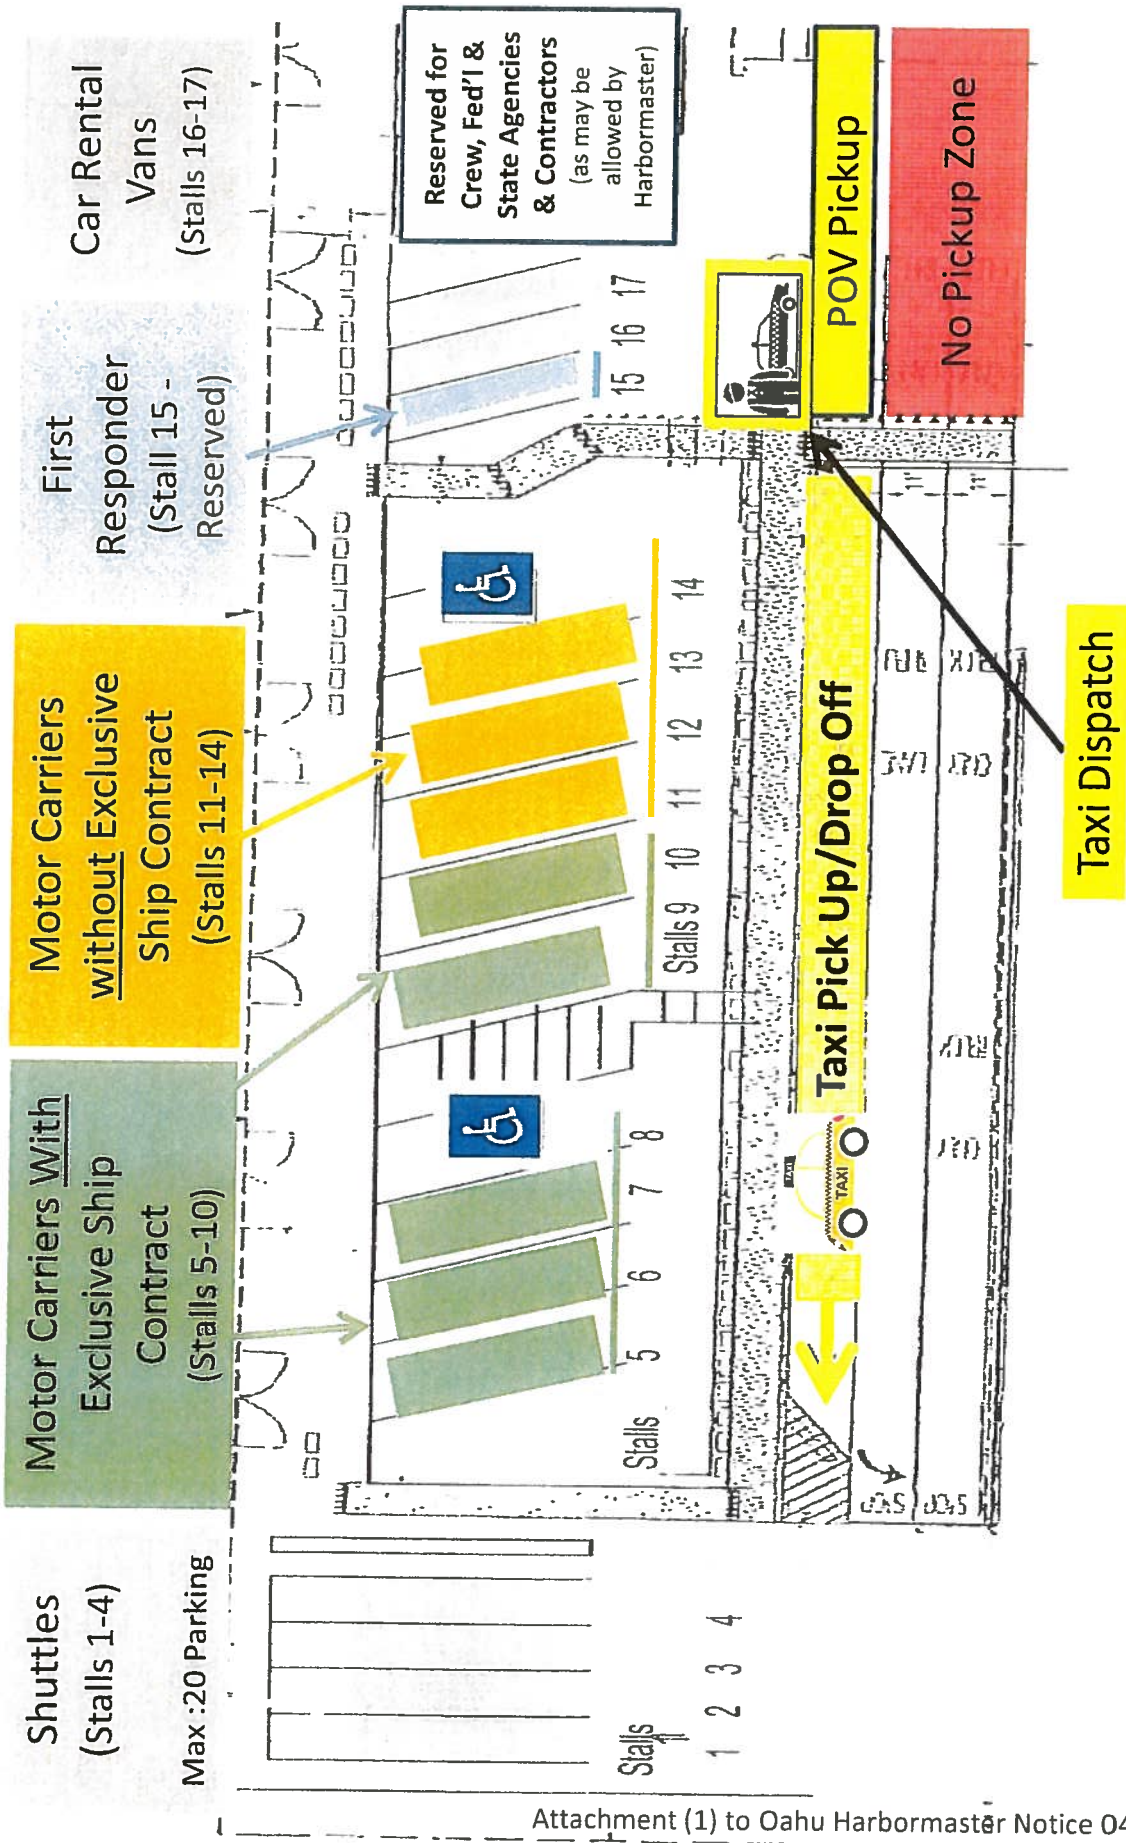 Shuttles
(Stalls 1-4)
Max :20 Parking
Motor Carriers With
Exclusive Ship
Contract
(Stalls 5-10)
Motor Carriers
without Exclusive
Ship Contract
(Stalls 11-14)
First
Responder
(Stall 15 -
Reserved)
Car Rental
Vans
(Stalls 16-17)
Reserved for
Crew, Fed'l &
State Agencies
& Contractors
(as may be
allowed by
Harbormaster)
Stalls
1 2 3 4
Stalls
5 6 7 8
Stalls 9 10 11 12 13 14
15 16 17
Taxi Pick Up/Drop Off
TAXI
TAXI
POV Pickup
No Pickup Zone
Taxi Dispatch
Attachment (1) to Oahu Harbormaster Notice 04